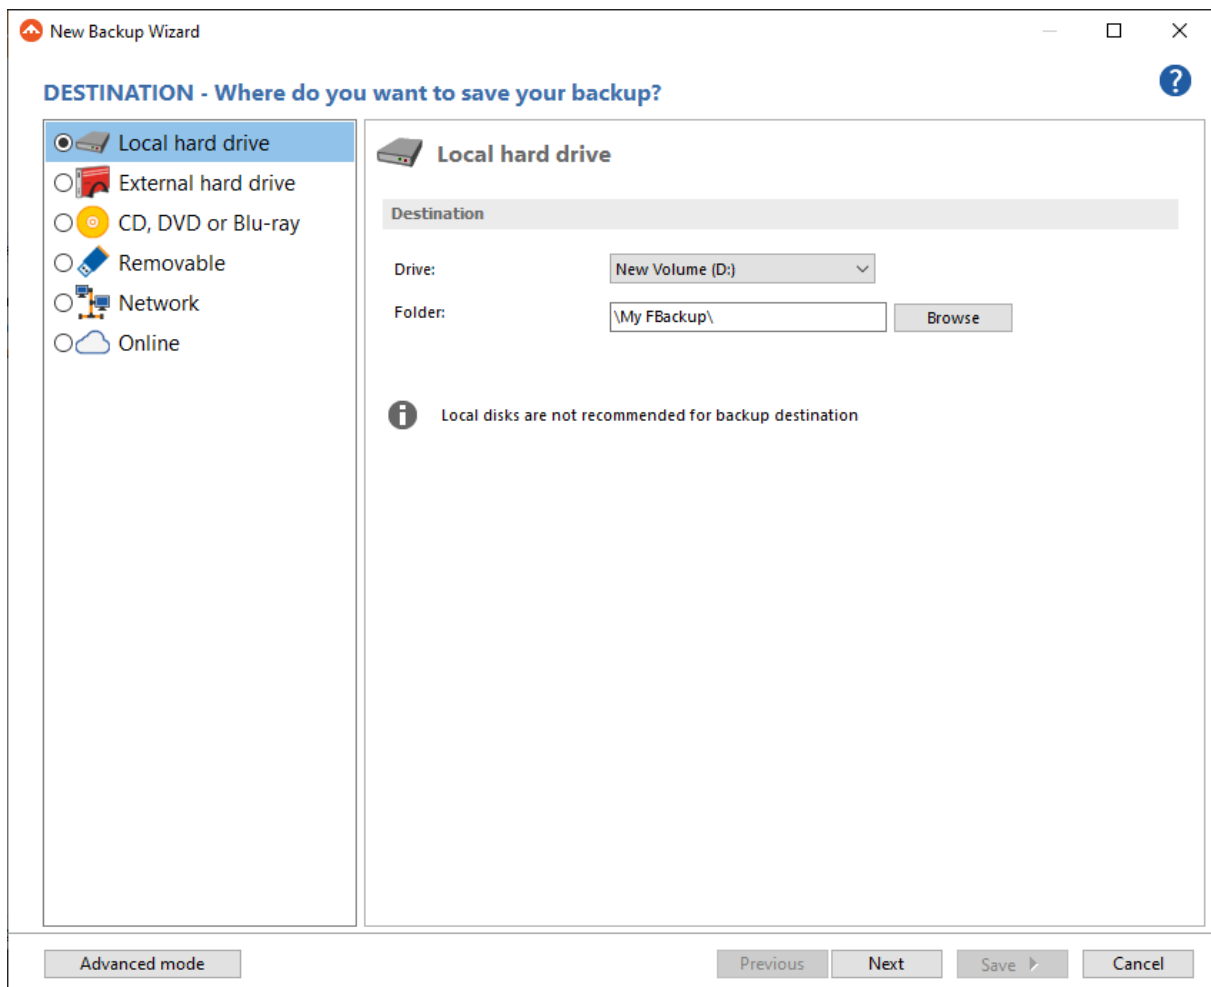 New Backup Wizard
DESTINATION - Where do you want to save your backup?
?
Local hard drive
External hard drive
CD, DVD or Blu-ray
Removable
Network
Online
Local hard drive
Destination
Drive: New Volume (D:)
Folder: \My FBackup\ Browse
Local disks are not recommended for backup destination
Advanced mode Previous Next Save Cancel